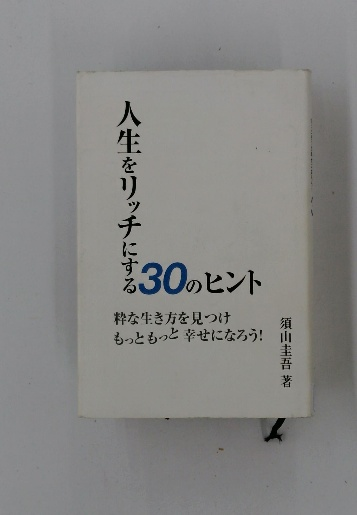 人生をリッチにする
30のヒント
粋な生き方を見つけ
もっともっと 幸せになろう!
須山圭吾 著